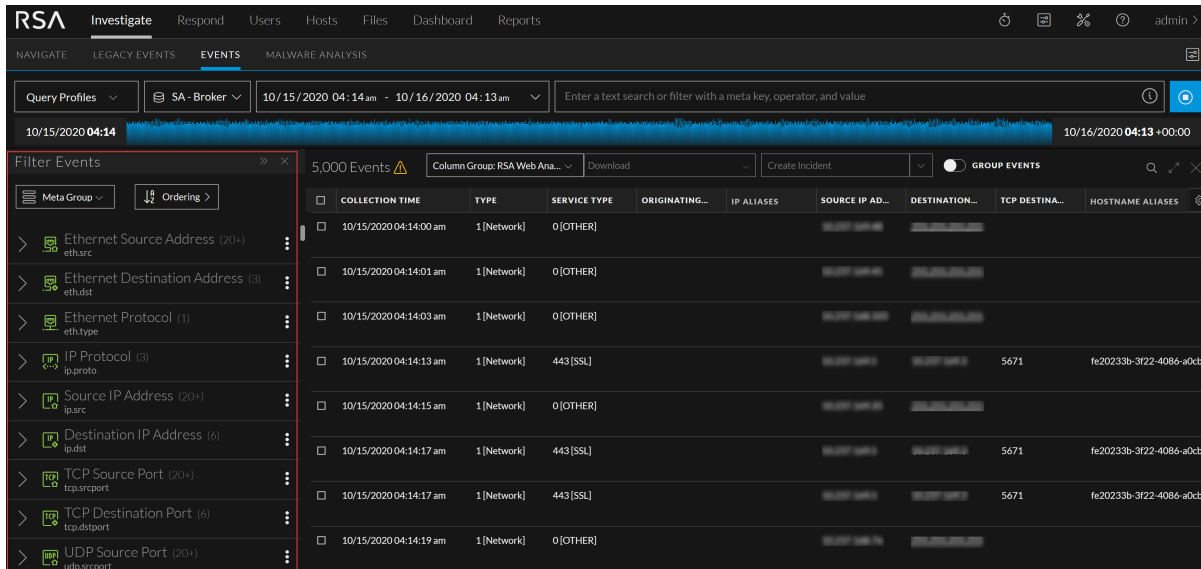 RSA Investigate Respond Users Hosts Files Dashboard Reports admin >
NAVIGATE LEGACY EVENTS EVENTS MALWARE ANALYSIS
Query Profiles SA - Broker 10/15/2020 04:14 am - 10/16/2020 04:13 am Enter a text search or filter with a meta key, operator, and value
10/15/2020 04:14 10/16/2020 04:13 +00:00
Filter Events
5,000 Events Column Group: RSA Web Ana... Download Create Incident GROUP EVENTS
Meta Group Ordering >
COLLECTION TIME TYPE SERVICE TYPE ORIGINATING... IP ALIASES SOURCE IP AD... DESTINATION... TCP DESTINA... HOSTNAME ALIASES
Ethernet Source Address (20+)
eth.src
Ethernet Destination Address (3)
eth.dst
Ethernet Protocol (1)
eth.type
IP Protocol (3)
ip.proto
Source IP Address (20+)
ip.src
Destination IP Address (6)
ip.dst
TCP Source Port (20+)
tcp.srcport
TCP Destination Port (6)
tcp.dstport
UDP Source Port (20+)
udp.srcport
10/15/2020 04:14:00 am 1 [Network] 0 [OTHER]
10/15/2020 04:14:01 am 1 [Network] 0 [OTHER]
10/15/2020 04:14:03 am 1 [Network] 0 [OTHER]
10/15/2020 04:14:13 am 1 [Network] 443 [SSL] 5671 fe20233b-3f22-4086-a0cb
10/15/2020 04:14:15 am 1 [Network] 0 [OTHER]
10/15/2020 04:14:17 am 1 [Network] 443 [SSL] 5671 fe20233b-3f22-4086-a0cb
10/15/2020 04:14:17 am 1 [Network] 443 [SSL] 5671 fe20233b-3f22-4086-a0cb
10/15/2020 04:14:19 am 1 [Network] 0 [OTHER]